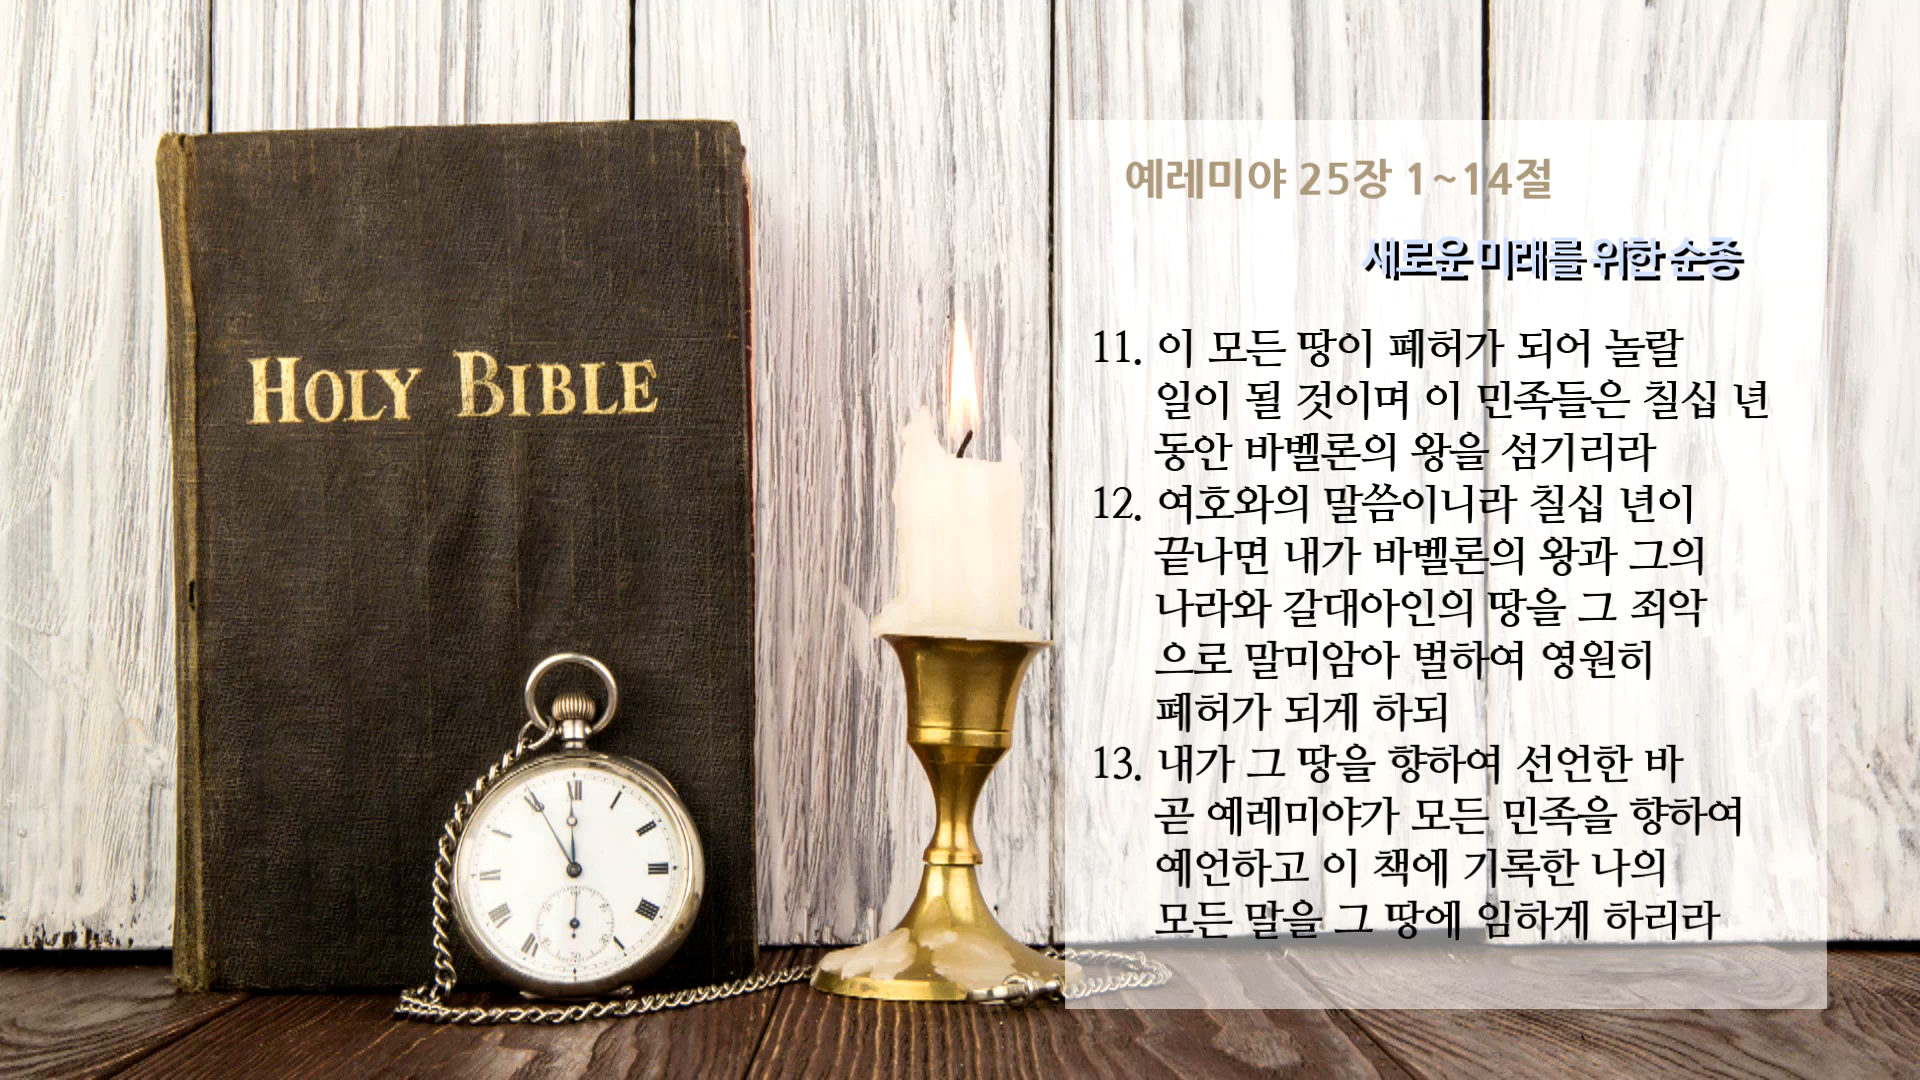 HOLY BIBLE
예레미야 25장 1~14절
새로운 미래를 위한 순종
11. 이 모든 땅이 폐허가 되어 놀랄
일이 될 것이며 이 민족들은 칠십 년
동안 바벨론의 왕을 섬기리라
12. 여호와의 말씀이니라 칠십 년이
끝나면 내가 바벨론의 왕과 그의
나라와 갈대아인의 땅을 그 죄악
으로 말미암아 벌하여 영원히
폐허가 되게 하되
13. 내가 그 땅을 향하여 선언한 바
곧 예레미야가 모든 민족을 향하여
예언하고 이 책에 기록한 나의
모든 말을 그 땅에 임하게 하리라